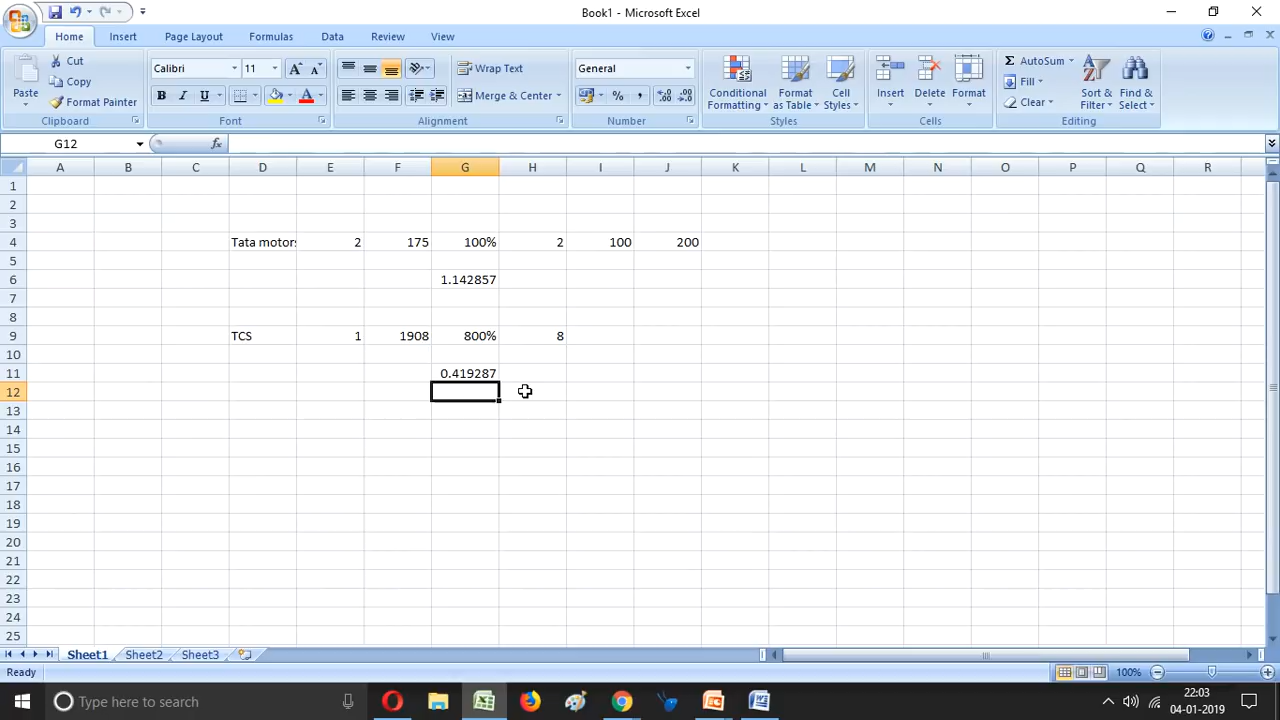 Book1 - Microsoft Excel
Home Insert Page Layout Formulas Data Review View
Cut
Copy
Format Painter
Paste
Clipboard
Calibri 11
B I U
Font
Wrap Text
Merge & Center
Alignment
General
% ,
Number
Conditional Formatting
Format as Table
Cell Styles
Styles
Insert Delete Format
Cells
Σ AutoSum
Fill
Clear
Sort & Filter
Find & Select
Editing
G12 fx
A B C D E F G H I J K L M N O P Q R
1
2
3
4 Tata motors 2 175 100% 2 100 200
5
6 1.142857
7
8
9 TCS 1 1908 800% 8
10
11 0.419287
12
13
14
15
16
17
18
19
20
21
22
23
24
25
Sheet1 Sheet2 Sheet3
Ready 100%
Type here to search
22:03
04-01-2019